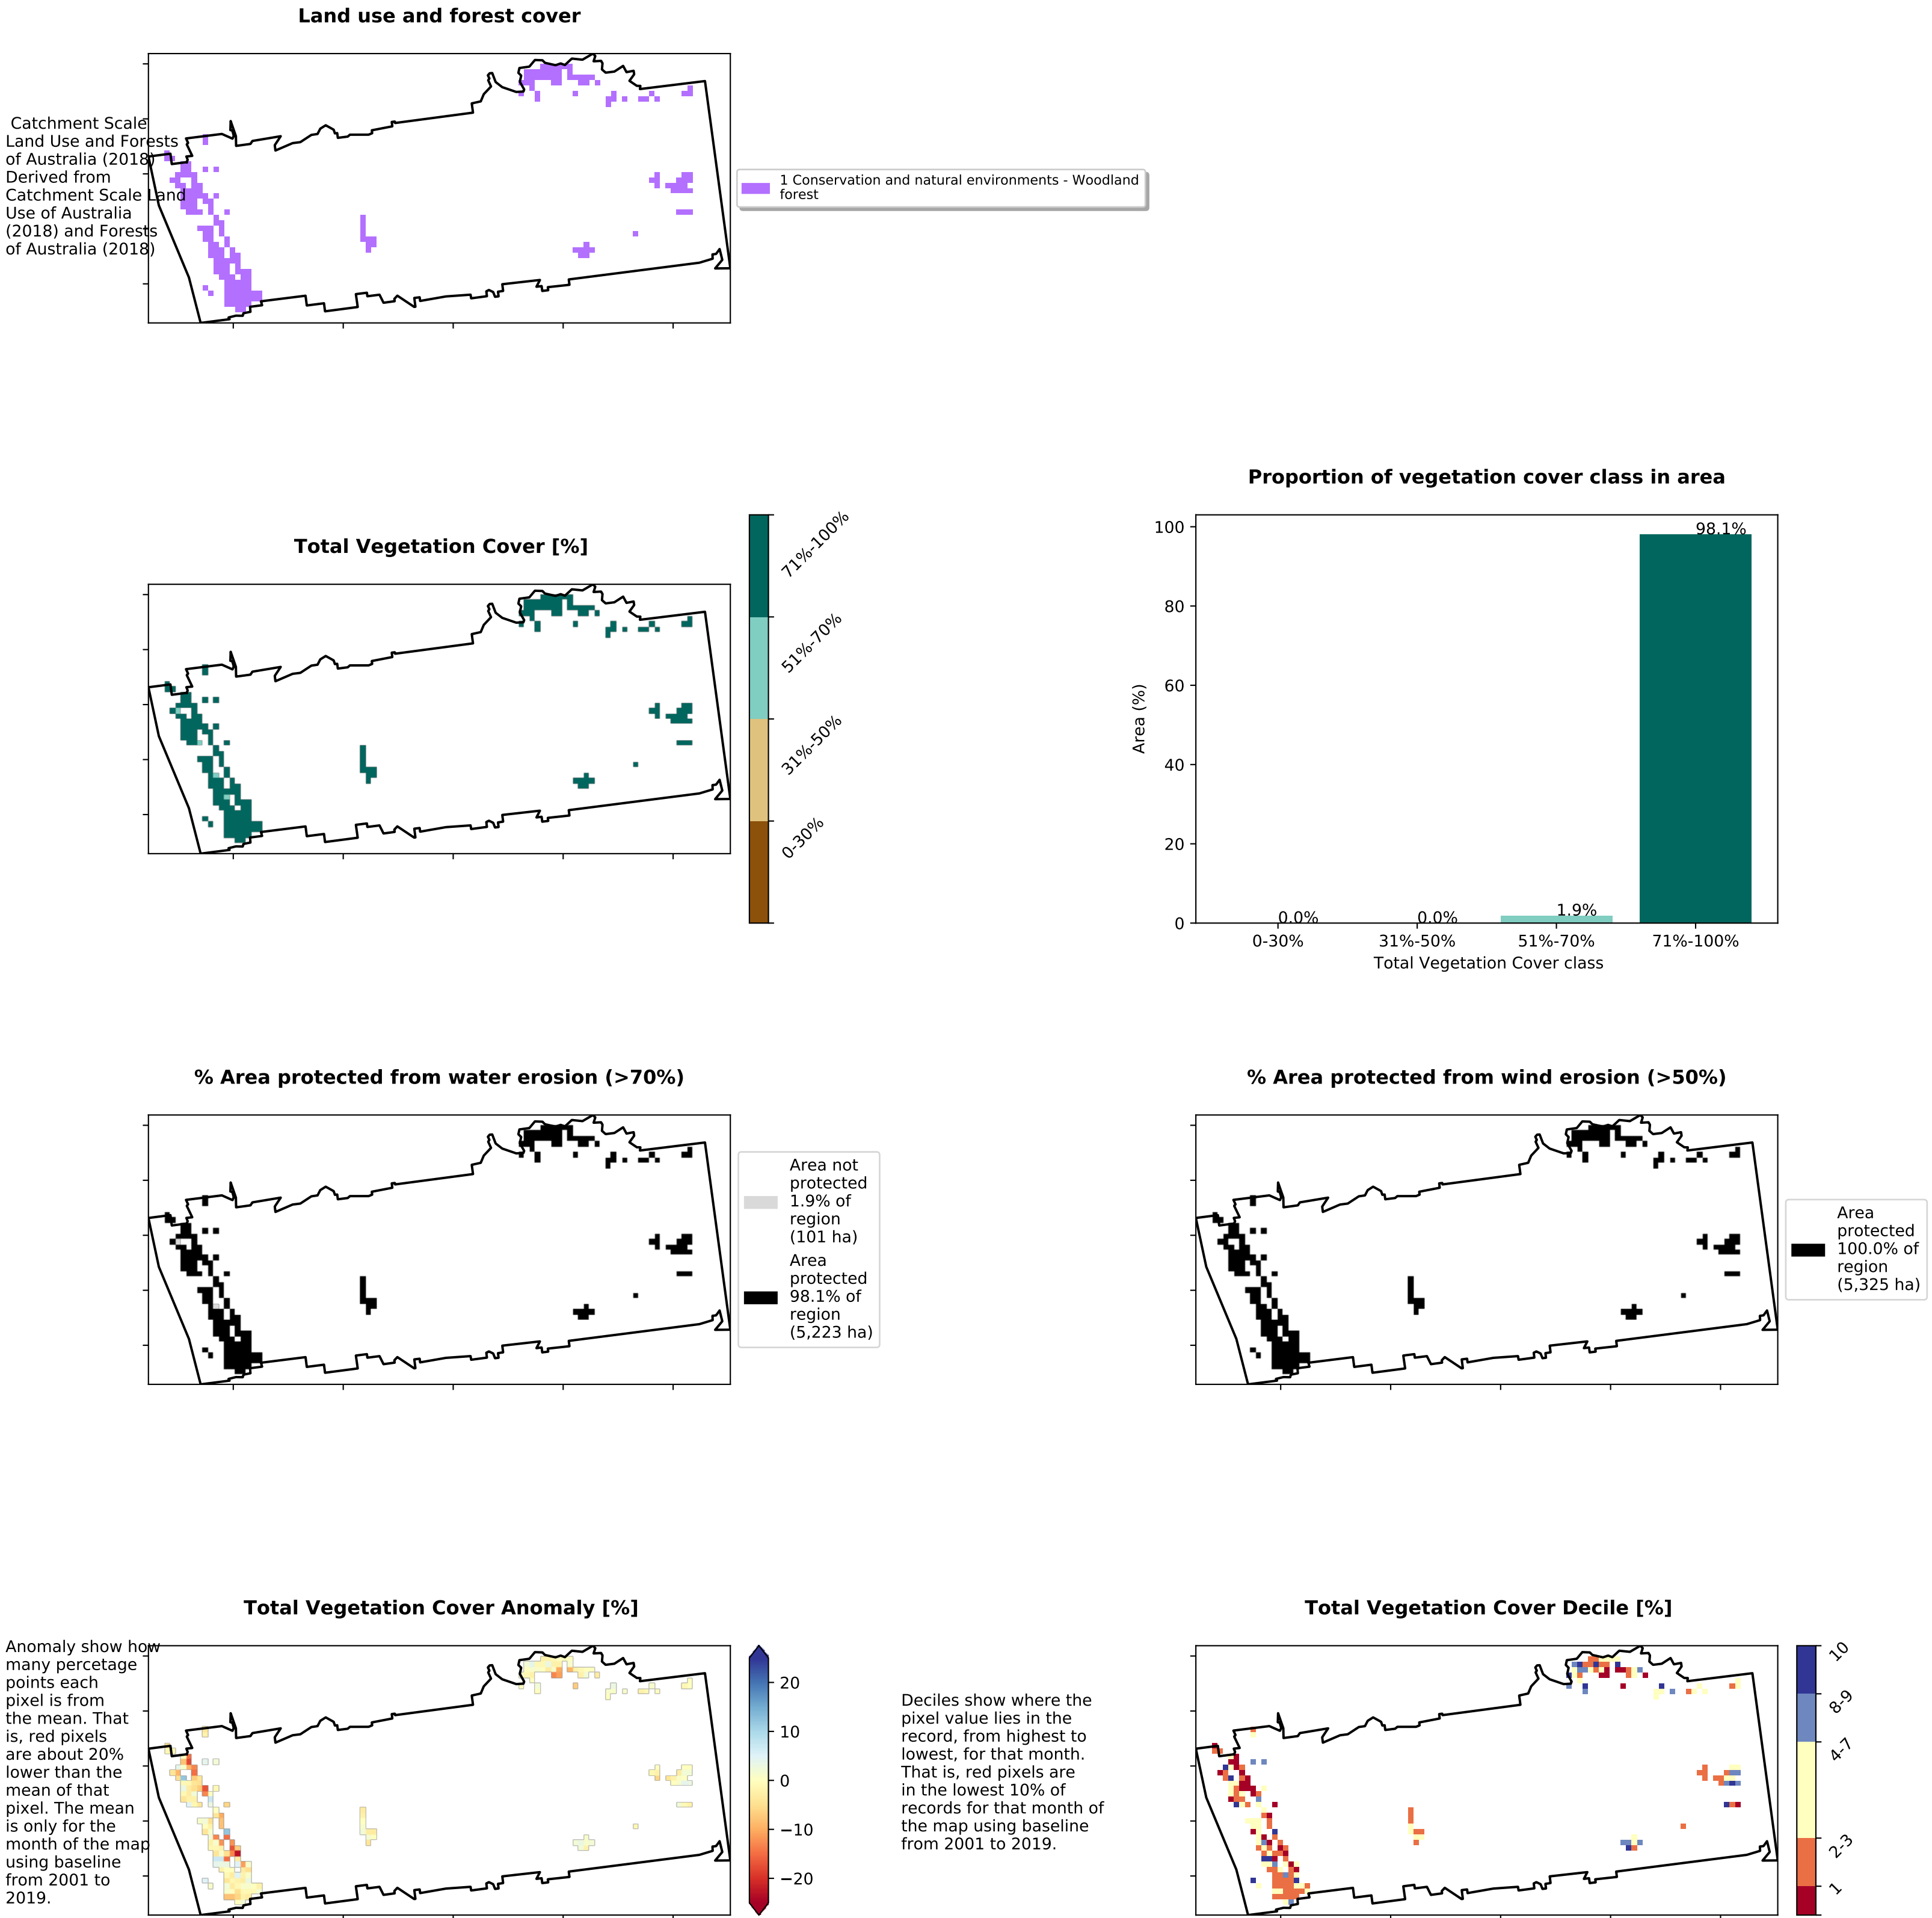 Land use and forest cover
Catchment Scale
Land Use and Forests
of Australia (2018)
Derived from
Catchment Scale Land
Use of Australia
(2018) and Forests
of Australia (2018)
1 Conservation and natural environments - Woodland
forest
Total Vegetation Cover [%]
71%-100%
51%-70%
31%-50%
0-30%
Proportion of vegetation cover class in area
100
80
60
40
20
0
Area (%)
0.0%
0.0%
1.9%
98.1%
0-30%
31%-50%
51%-70%
71%-100%
Total Vegetation Cover class
% Area protected from water erosion (>70%)
Area not
protected
1.9% of
region
(101 ha)
Area
protected
98.1% of
region
(5,223 ha)
% Area protected from wind erosion (>50%)
Area
protected
100.0% of
region
(5,325 ha)
Total Vegetation Cover Anomaly [%]
Anomaly show how
many percetage
points each
pixel is from
the mean. That
is, red pixels
are about 20%
lower than the
mean of that
pixel. The mean
is only for the
month of the map
using baseline
from 2001 to
2019.
20
10
0
−10
−20
Total Vegetation Cover Decile [%]
Deciles show where the
pixel value lies in the
record, from highest to
lowest, for that month.
That is, red pixels are
in the lowest 10% of
records for that month of
the map using baseline
from 2001 to 2019.
10
8-9
4-7
2-3
1